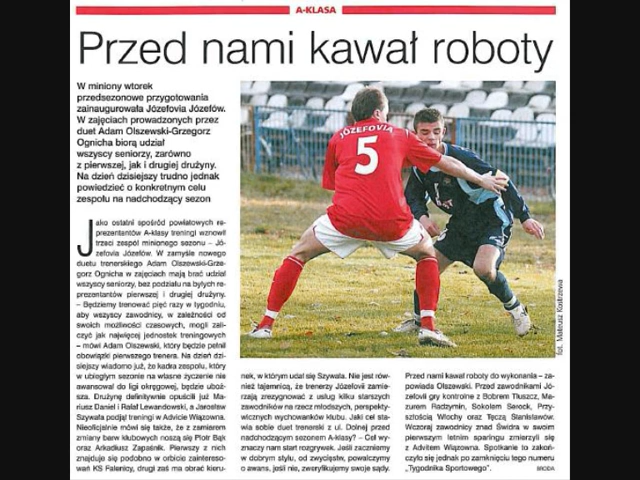 A-KLASA
Przed nami kawał roboty
W miniony wtorek
przedsezonowe przygotowania
zainaugurowała Józefovia Józefów.
W zajęciach prowadzonych przez
duet Adam Olszewski-Grzegorz
Ognicha biorą udział
wszyscy seniorzy, zarówno
z pierwszej, jak i drugiej drużyny.
Na dzień dzisiejszy trudno jednak
powiedzieć o konkretnym celu
zespołu na nadchodzący sezon
JÓZEFOVIA
5
fot. Mateusz Kostrzewa
Jako ostatni spośród powiatowych re-
prezentantów A-klasy treningi wznowił
trzeci zespół minionego sezonu – Jó-
zefovia Józefów. W zamyśle nowego
duetu trenerskiego Adam Olszewski-Grze-
gorz Ognicha w zajęciach mają brać udział
wszyscy seniorzy, bez podziału na byłych re-
prezentantów pierwszej i drugiej drużyny.
– Będziemy trenować pięć razy w tygodniu,
aby wszyscy zawodnicy, w zależności od
swoich możliwości czasowych, mogli zali-
czyć jak najwięcej jednostek treningowych
– mówi Adam Olszewski, który będzie pełnił
obowiązki pierwszego trenera. Na dzień dzi-
siejszy wiadomo już, że kadra zespołu, który
w ubiegłym sezonie na własne życzenie nie
awansował do ligi okręgowej, będzie uboż-
sza. Drużynę definitywnie opuścili już Ma-
riusz Daniel i Rafał Lewandowski, a Jarosław
Szywała podjął treningi w Advicie Wiązowna.
Nieoficjalnie mówi się także, że z zamiarem
zmiany barw klubowych noszą się Piotr Bąk
oraz Arkadiusz Zapaśnik. Pierwszy z nich
znajduje się podobno w orbicie zaintereso-
wań KS Falenicy, drugi zaś ma obrać kieru-
nek, w którym udał się Szywała. Nie jest rów-
nież tajemnicą, że trenerzy Józefovii zamie-
rzają zrezygnować z usług kilku starszych
zawodników na rzecz młodszych, perspekty-
wicznych wychowanków klubu. Jaki cel sta-
wia sobie duet trenerski z ul. Dolnej przed
nadchodzącym sezonem A-klasy? – Cel wy-
znaczy nam start rozgrywek. Jeśli zaczniemy
w dobrym stylu, od zwycięstw, powalczymy
o awans, jeśli nie, zweryfikujemy swoje sądy.
Przed nami kawał roboty do wykonania – za-
powiada Olszewski. Przed zawodnikami Jó-
zefovii gry kontrolne z Bobrem Tłuszcz, Ma-
zurem Radzymin, Sokołem Serock, Przy-
szłością Włochy oraz Tęczą Stanisławów.
Wczoraj zawodnicy znad Świdra w swoim
pierwszym letnim sparingu zmierzyli się
z Advitem Wiązowna. Spotkanie to zakoń-
czyło się jednak po zamknięciu tego numeru
„Tygodnika Sportowego”.